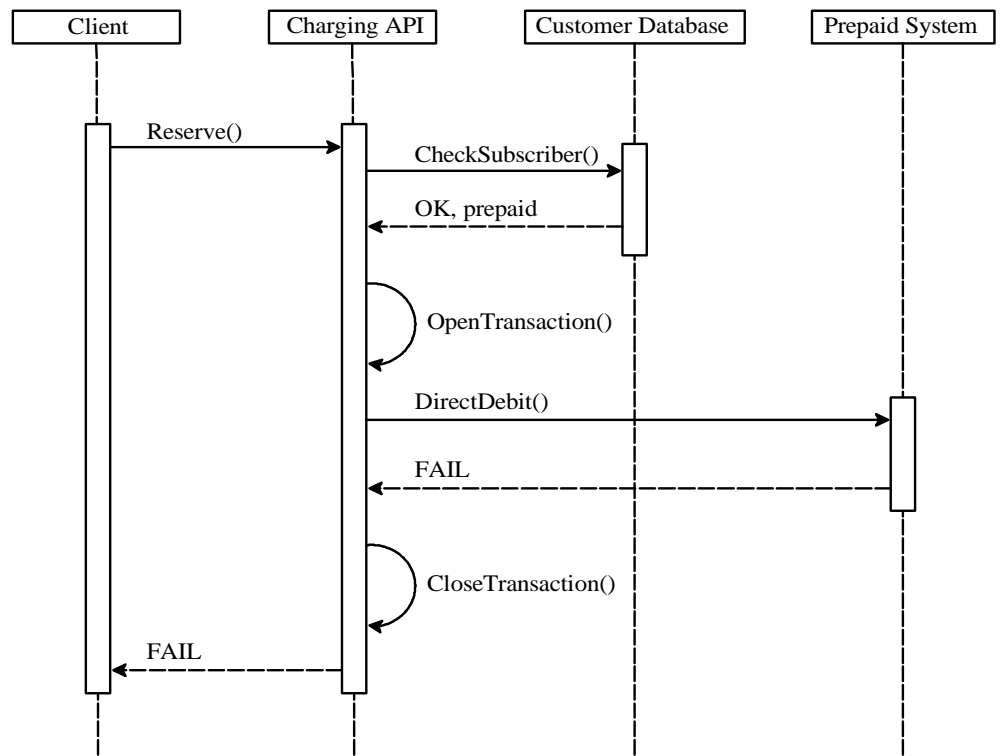 Client
Charging API
Customer Database
Prepaid System
Reserve()
CheckSubscriber()
OK, prepaid
OpenTransaction()
DirectDebit()
FAIL
CloseTransaction()
FAIL